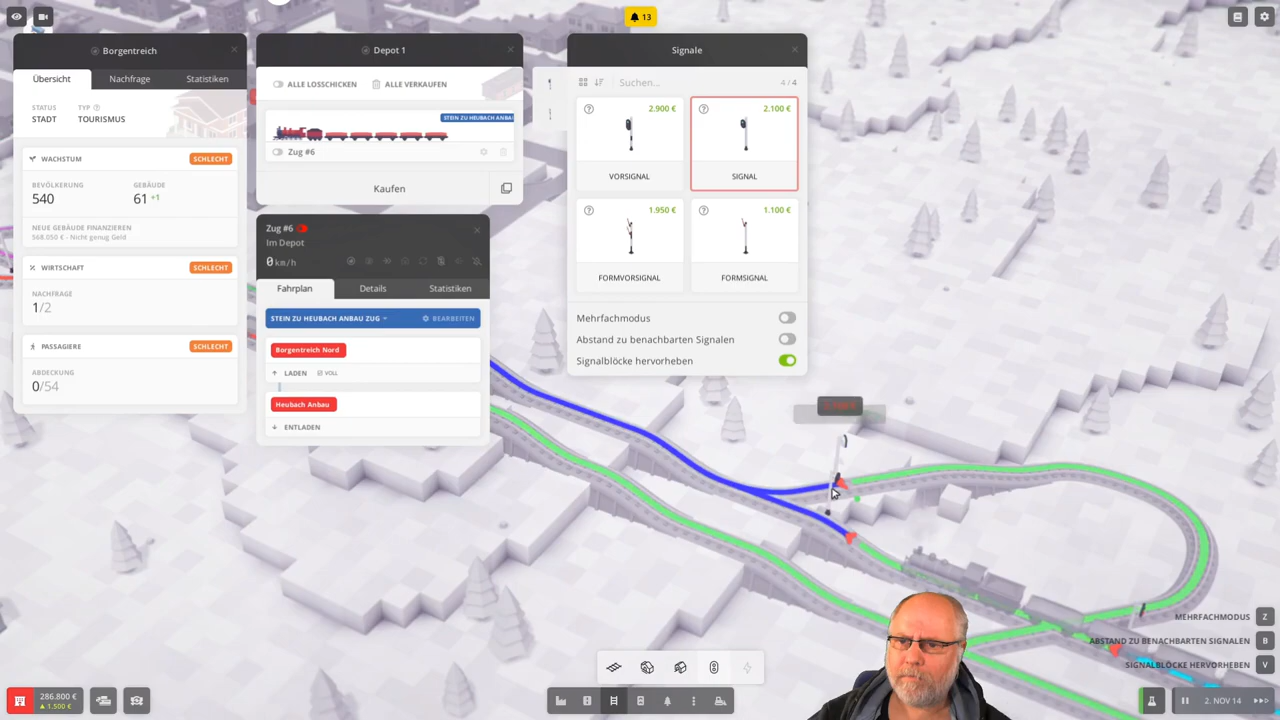 13
Borgentreich
Übersicht
Nachfrage
Statistiken
STATUS
STADT
TYP
TOURISMUS
WACHSTUM
SCHLECHT
BEVÖLKERUNG
540
GEBÄUDE
61 +1
NEUE GEBÄUDE FINANZIEREN
568.050 € - Nicht genug Geld
WIRTSCHAFT
SCHLECHT
NACHFRAGE
1/2
PASSAGIERE
SCHLECHT
ABDECKUNG
0/54
Depot 1
ALLE LOSSCHICKEN
ALLE VERKAUFEN
STEIN ZU HEUBACH ANBAU
Zug #6
Kaufen
Zug #6
Im Depot
0 km/h
Fahrplan
Details
Statistiken
STEIN ZU HEUBACH ANBAU ZUG
BEARBEITEN
Borgentreich Nord
LADEN
VOLL
Heubach Anbau
ENTLADEN
Signale
Suchen...
4 / 4
2.900 €
VORSIGNAL
2.100 €
SIGNAL
1.950 €
FORMVORSIGNAL
1.100 €
FORMSIGNAL
Mehrfachmodus
Abstand zu benachbarten Signalen
Signalblöcke hervorheben
MEHRFACHMODUS
Z
ABSTAND ZU BENACHBARTEN SIGNALEN
B
SIGNALBLÖCKE HERVORHEBEN
V
286.800 €
1.500 €
2. NOV 14